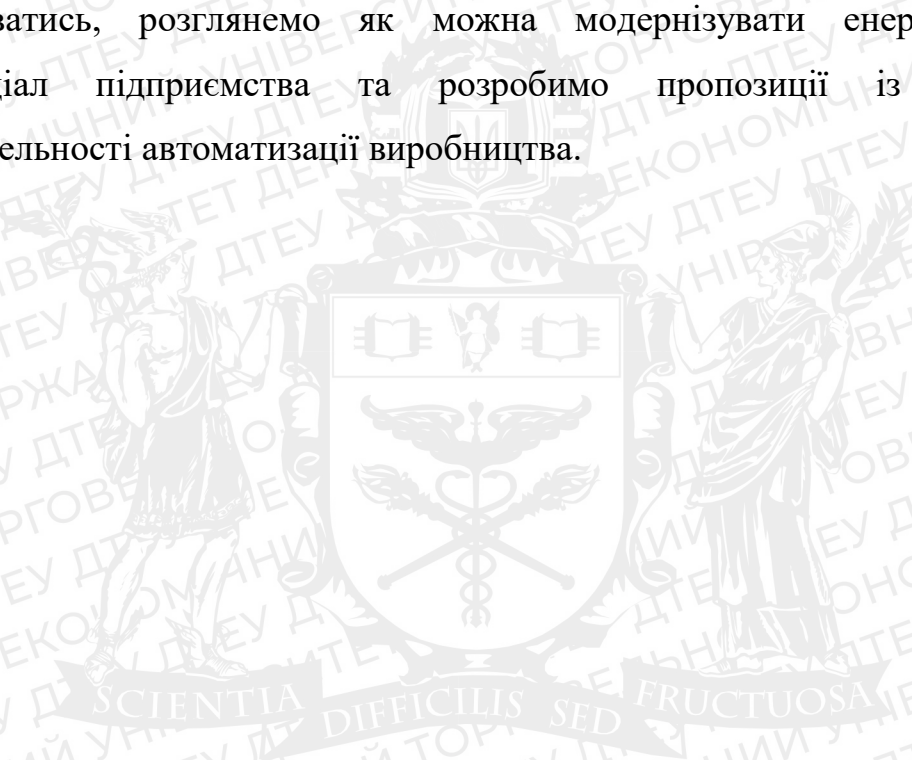 ватись, розглянемо як можна модернізувати енер
ціал підприємства та розробимо пропозиції із
ельності автоматизації виробництва.
SCIENTIA DIFFICILIS SED FRUCTUOSA